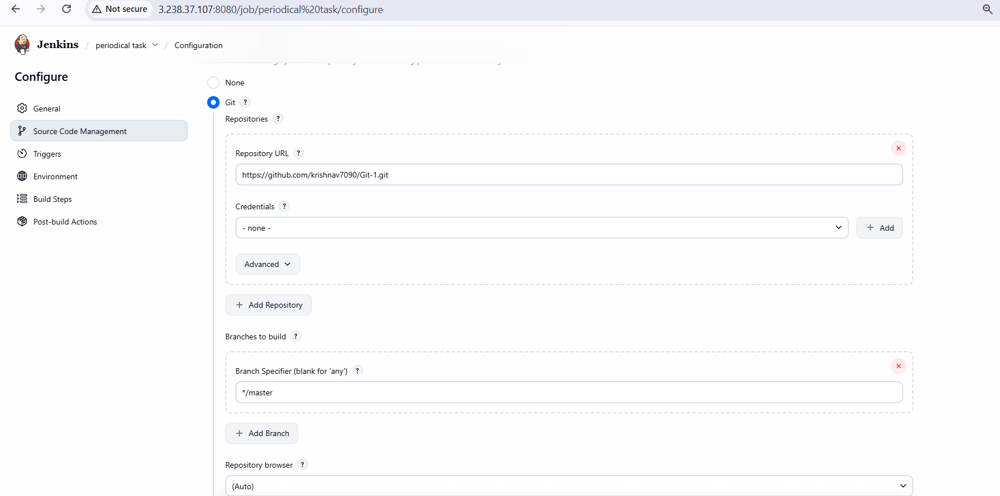 Not secure 3.238.37.107:8080/job/periodical%20task/configure
Jenkins / periodical task / Configuration
Configure
General
Source Code Management
Triggers
Environment
Build Steps
Post-build Actions
None
Git ?
Repositories ?
Repository URL ?
https://github.com/krishnav7090/Git-1.git
Credentials ?
- none -
+ Add
Advanced
+ Add Repository
Branches to build ?
Branch Specifier (blank for 'any') ?
*/master
+ Add Branch
Repository browser ?
(Auto)